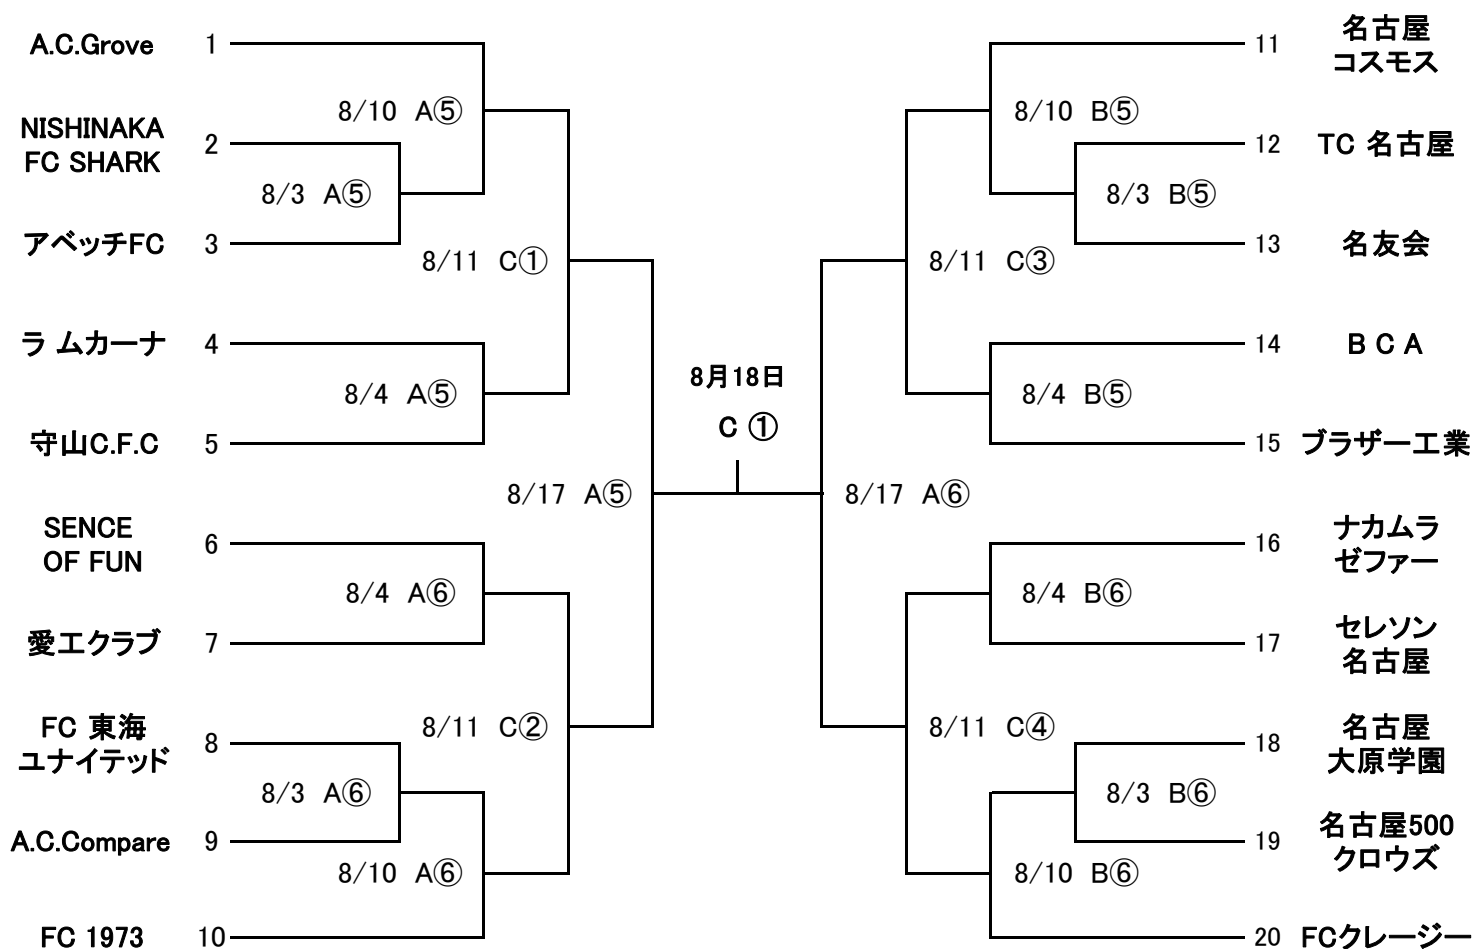 A.C.Grove 1
8/10 A⑤
NISHINAKA
FC SHARK
2
8/3 A⑤
アベッチFC 3
8/11 C①
ラ ムカーナ 4
8/4 A⑤
守山C.F.C 5
8/17 A⑤
SENCE
OF FUN
6
8/4 A⑥
愛工クラブ 7
8/11 C②
FC 東海
ユナイテッド
8
8/3 A⑥
A.C.Compare 9
8/10 A⑥
FC 1973 10
8月18日
C ①
11 名古屋
コスモス
8/10 B⑤
12 TC 名古屋
8/3 B⑤
13 名友会
8/11 C③
14 B C A
8/4 B⑤
15 ブラザー工業
8/17 A⑥
16 ナカムラ
ゼファー
8/4 B⑥
17 セレソン
名古屋
8/11 C④
18 名古屋
大原学園
8/3 B⑥
19 名古屋500
クロウズ
8/10 B⑥
20 FCクレージー